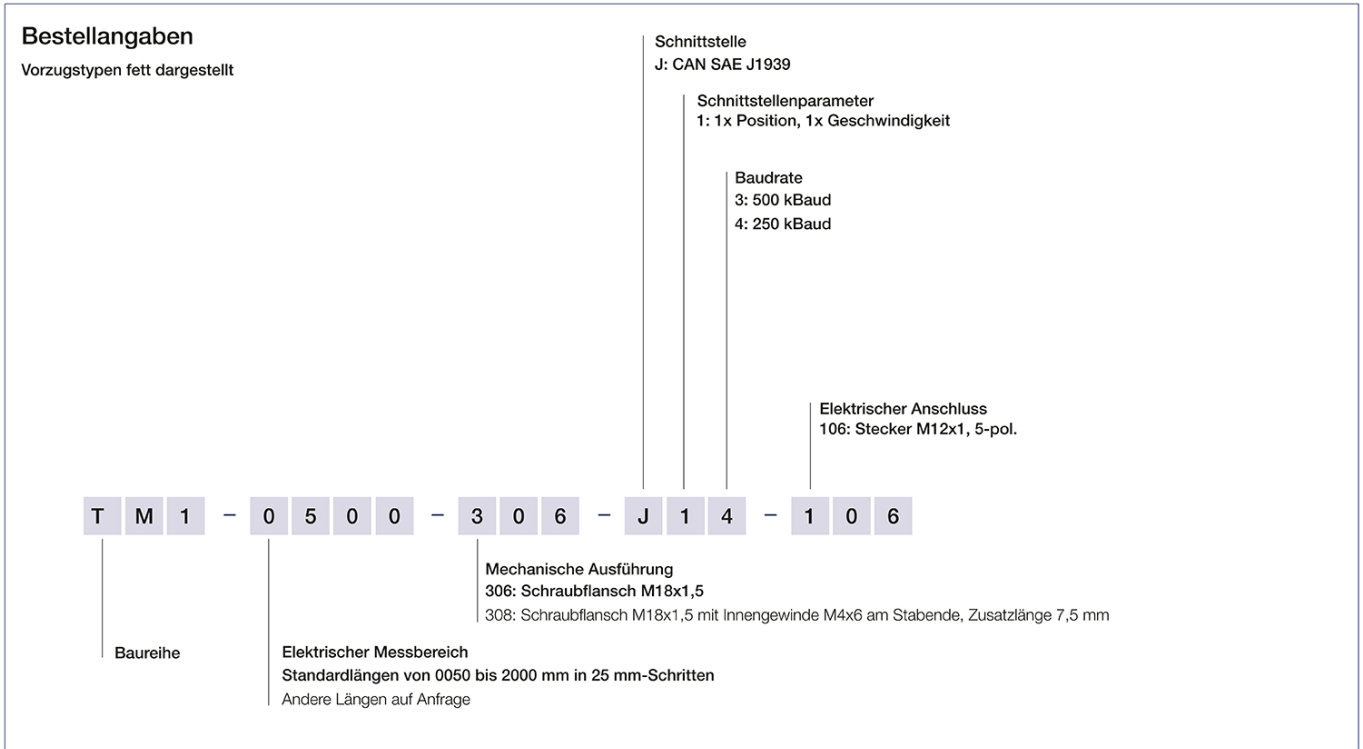 Bestellangaben
Vorzugstypen fett dargestellt
Schnittstelle
J: CAN SAE J1939
Schnittstellenparameter
1: 1x Position, 1x Geschwindigkeit
Baudrate
3: 500 kBaud
4: 250 kBaud
Elektrischer Anschluss
106: Stecker M12x1, 5-pol.
T M 1 – 0 5 0 0 – 3 0 6 – J 1 4 – 1 0 6
Mechanische Ausführung
306: Schraubflansch M18x1,5
308: Schraubflansch M18x1,5 mit Innengewinde M4x6 am Stabende, Zusatzlänge 7,5 mm
Baureihe
Elektrischer Messbereich
Standardlängen von 0050 bis 2000 mm in 25 mm-Schritten
Andere Längen auf Anfrage